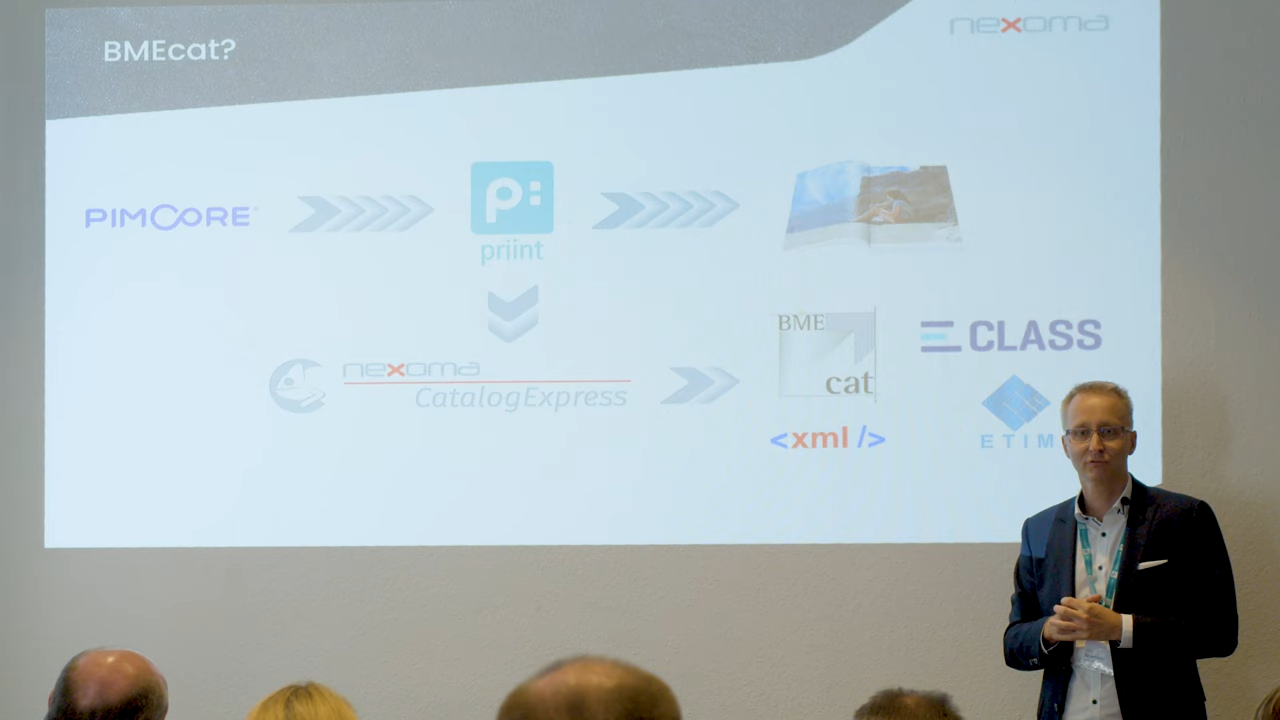 BMEcat?
nexoma
PIMCORE
p:
priint
nexoma
CatalogExpress
BME
cat
CLASS
<xml />
ETIM